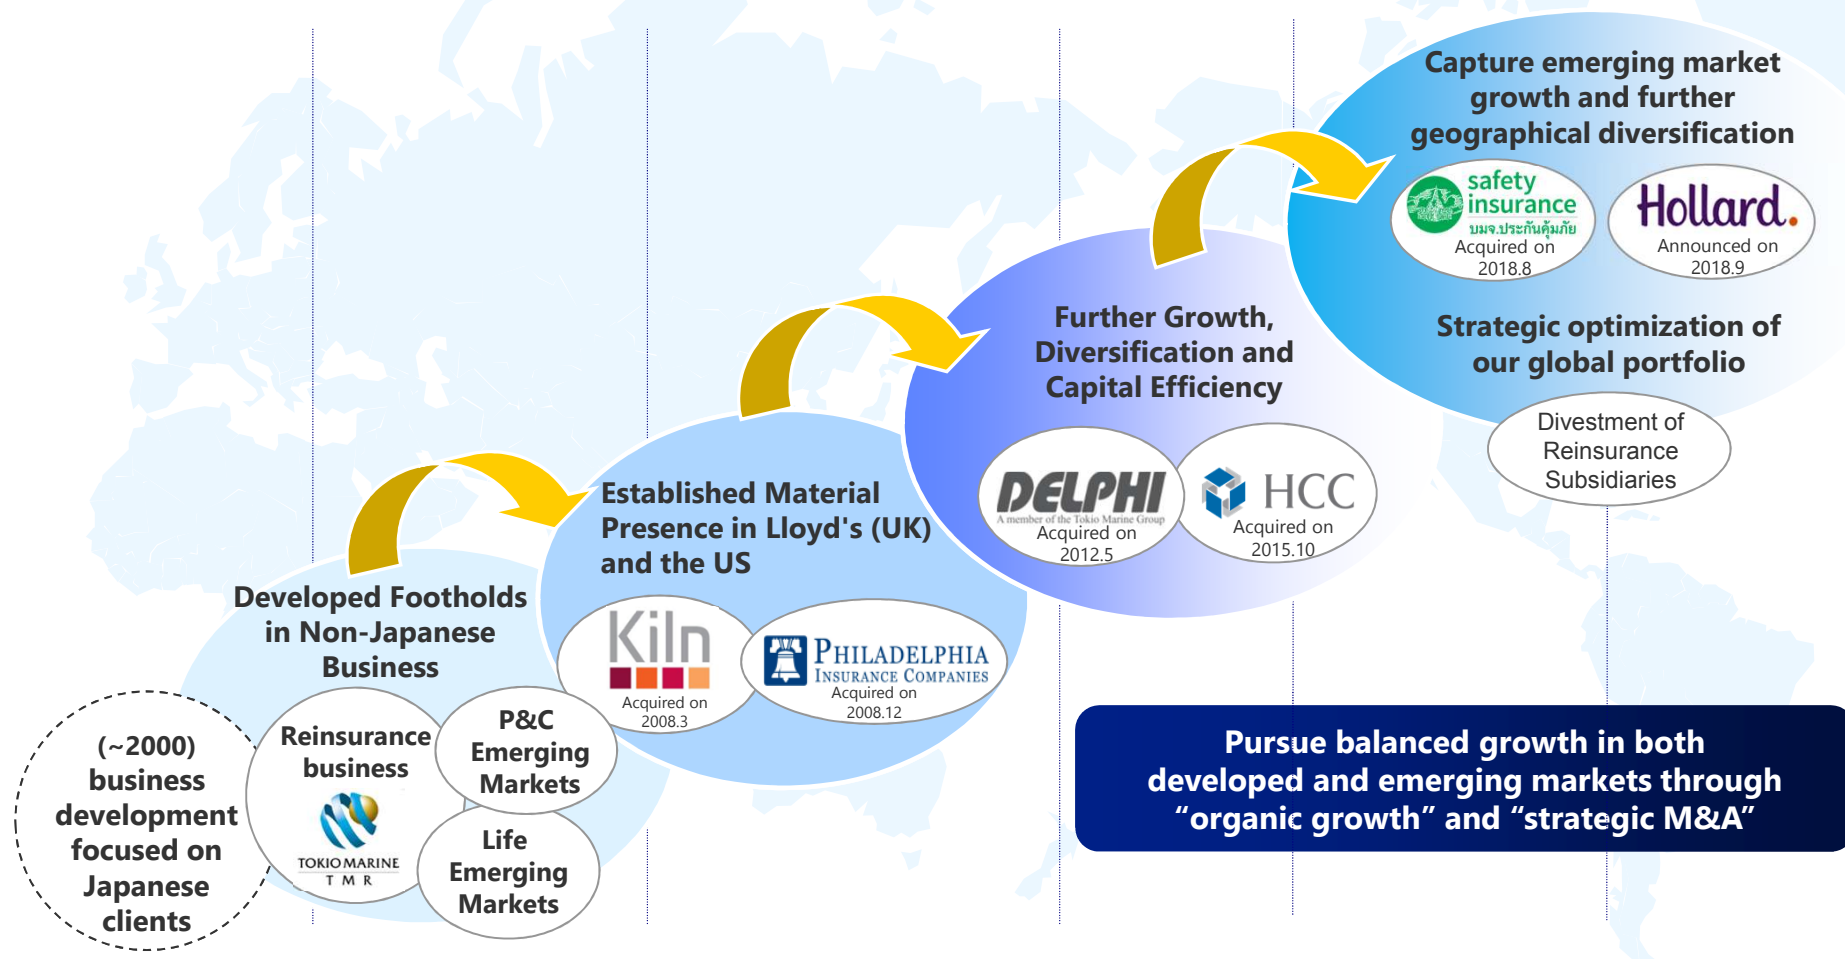 Capture emerging market
growth and further
geographical diversification
safety
insurance
บมจ.ประกันคุ้มภัย
Acquired on
2018.8
Hollard.
Announced on
2018.9
Strategic optimization of
our global portfolio
Divestment of
Reinsurance
Subsidiaries
Further Growth,
Diversification and
Capital Efficiency
DELPHI
A member of the Tokio Marine Group
Acquired on
2012.5
HCC
Acquired on
2015.10
Established Material
Presence in Lloyd's (UK)
and the US
Kiln
Acquired on
2008.3
PHILADELPHIA
INSURANCE COMPANIES
Acquired on
2008.12
Developed Footholds
in Non-Japanese
Business
Reinsurance
business
TOKIO MARINE
T M R
P&C
Emerging
Markets
Life
Emerging
Markets
(~2000)
business
development
focused on
Japanese
clients
Pursue balanced growth in both
developed and emerging markets through
“organic growth” and “strategic M&A”